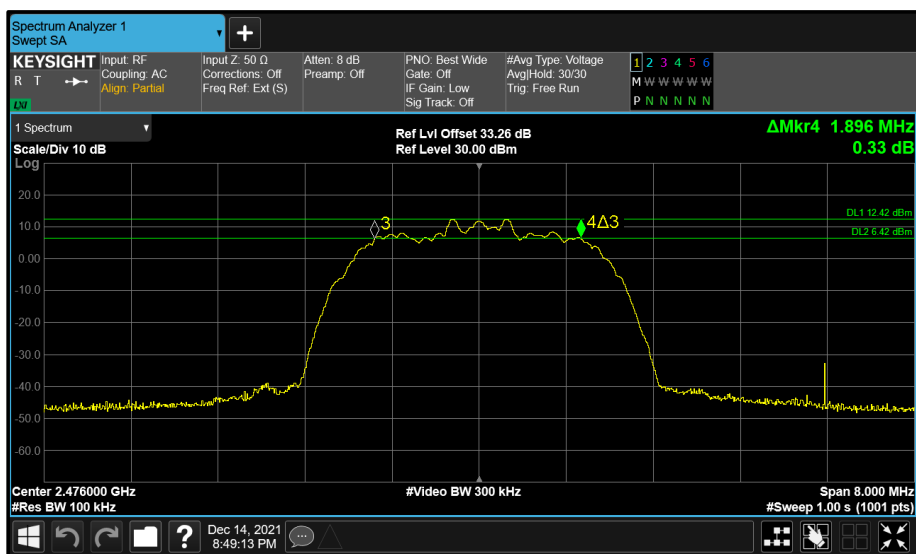 Spectrum Analyzer 1
Swept SA
+
KEYSIGHT
R T
LXI
Input: RF
Coupling: AC
Align: Partial
Input Z: 50 Ω
Corrections: Off
Freq Ref: Ext (S)
Atten: 8 dB
Preamp: Off
PNO: Best Wide
Gate: Off
IF Gain: Low
Sig Track: Off
#Avg Type: Voltage
Avg|Hold: 30/30
Trig: Free Run
1 2 3 4 5 6
M W W W W W
P N N N N N
1 Spectrum
Scale/Div 10 dB
Log
Ref Lvl Offset 33.26 dB
Ref Level 30.00 dBm
ΔMkr4 1.896 MHz
0.33 dB
20.0
10.0
0.00
-10.0
-20.0
-30.0
-40.0
-50.0
-60.0
3
4Δ3
DL1 12.42 dBm
DL2 6.42 dBm
Center 2.476000 GHz
#Res BW 100 kHz
#Video BW 300 kHz
Span 8.000 MHz
#Sweep 1.00 s (1001 pts)
?
Dec 14, 2021
8:49:13 PM